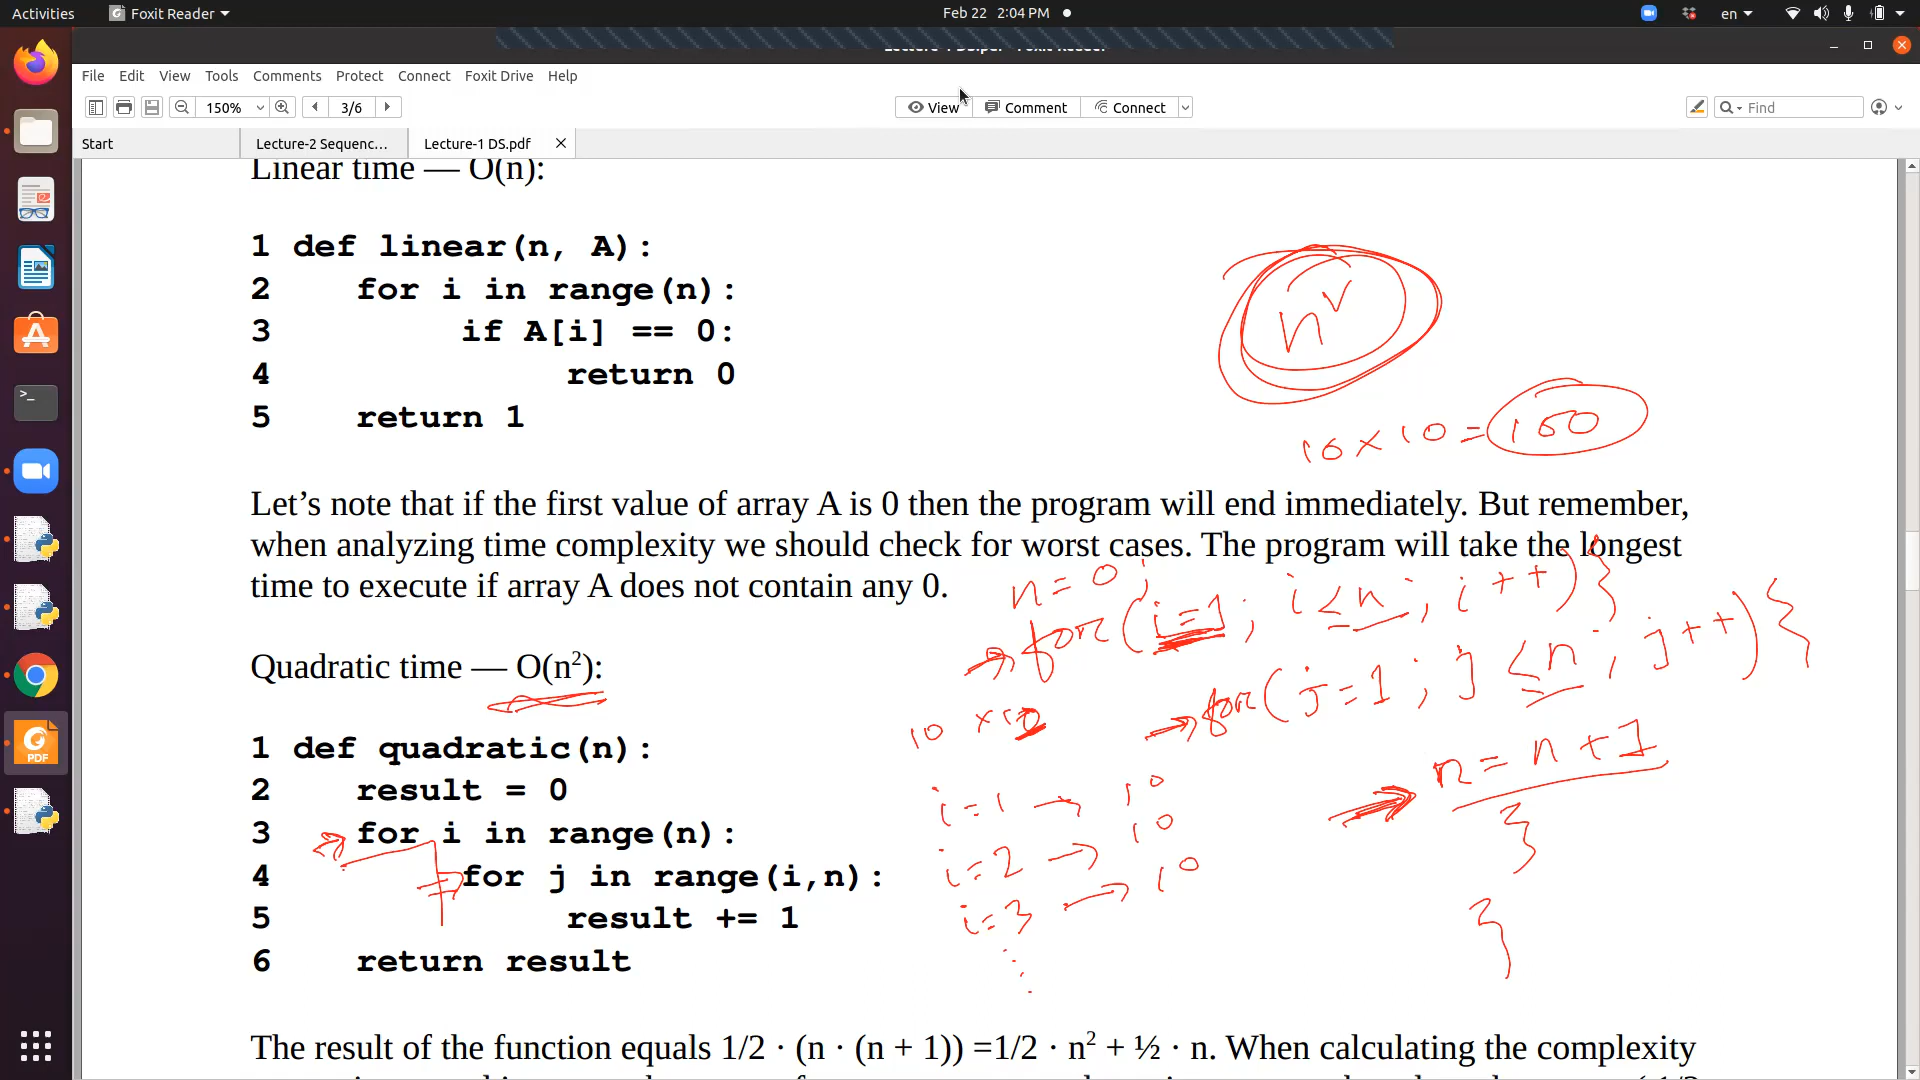 Activities Foxit Reader Feb 22 2:04 PM en
Lecture-1 DS.pdf - Foxit Reader
File Edit View Tools Comments Protect Connect Foxit Drive Help
150% 3/6 View Comment Connect Find
Start Lecture-2 Sequenc... Lecture-1 DS.pdf
Linear time — O(n):
1 def linear(n, A):
2 for i in range(n):
3 if A[i] == 0:
4 return 0
5 return 1
n
10 x 10 = 100
Let's note that if the first value of array A is 0 then the program will end immediately. But remember,
when analyzing time complexity we should check for worst cases. The program will take the longest
time to execute if array A does not contain any 0.
n = 0;
for (i=1; i ≤ n; i++) {
for (j=1; j ≤ n; j++) {
n = n + 1
}
}
Quadratic time — O(n²):
10 x 10
i=1 → 10
i=2 → 10
i=3 → 10
1 def quadratic(n):
2 result = 0
3 for i in range(n):
4 for j in range(i,n):
5 result += 1
6 return result
The result of the function equals 1/2 · (n · (n + 1)) =1/2 · n² + ½ · n. When calculating the complexity